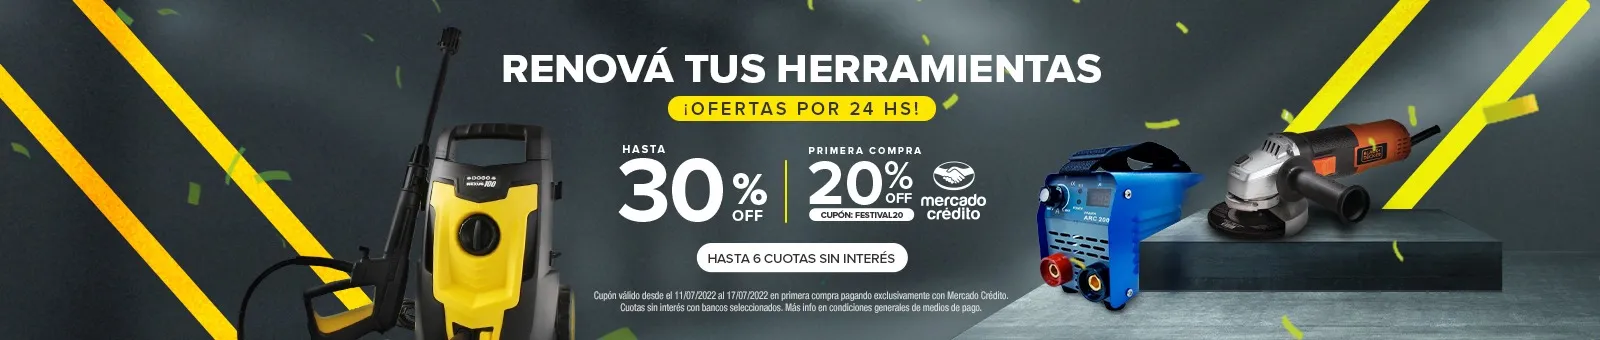 RENOVÁ TUS HERRAMIENTAS
¡OFERTAS POR 24 HS!
HASTA
30% OFF
PRIMERA COMPRA
20% OFF
CUPÓN: FESTIVAL20
mercado
crédito
HASTA 6 CUOTAS SIN INTERÉS
Cupón válido desde el 11/07/2022 al 17/07/2022 en primera compra pagando exclusivamente con Mercado Crédito.
Cuotas sin interés con bancos seleccionados. Más info en condiciones generales de medios de pago.
ARC 200